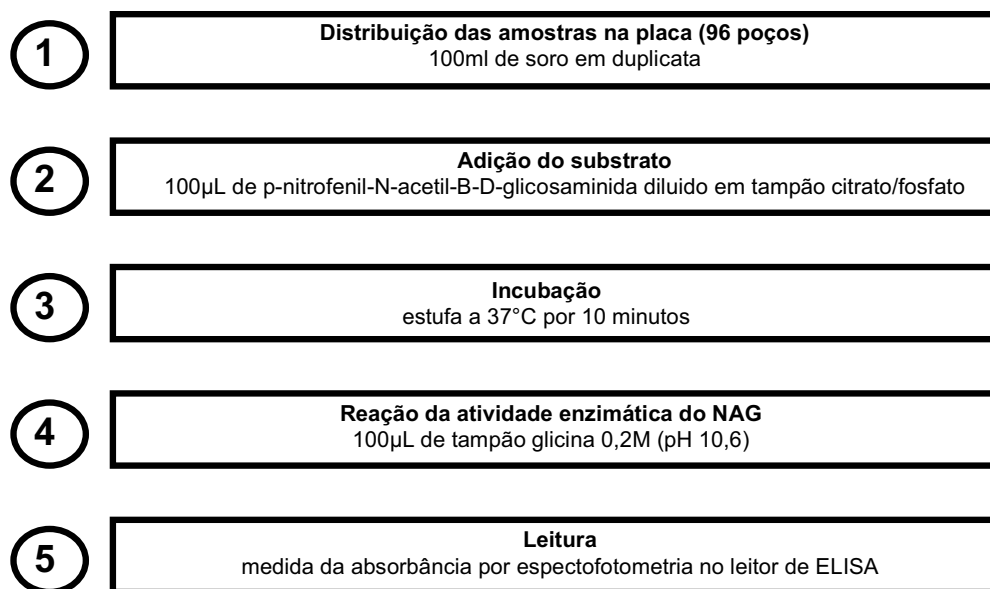 1
Distribuição das amostras na placa (96 poços)
100ml de soro em duplicata
2
Adição do substrato
100µL de p-nitrofenil-N-acetil-B-D-glicosaminida diluido em tampão citrato/fosfato
3
Incubação
estufa a 37°C por 10 minutos
4
Reação da atividade enzimática do NAG
100µL de tampão glicina 0,2M (pH 10,6)
5
Leitura
medida da absorbância por espectofotometria no leitor de ELISA